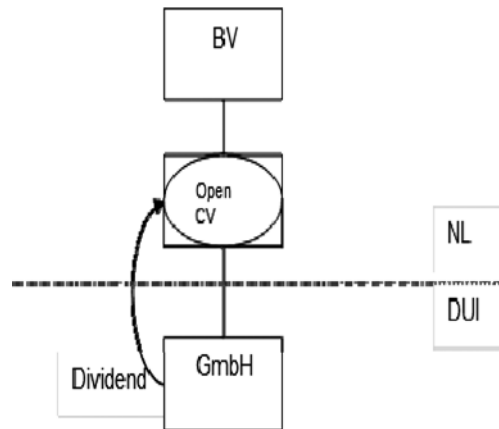 BV
Open
CV
NL
DUI
GmbH
Dividend